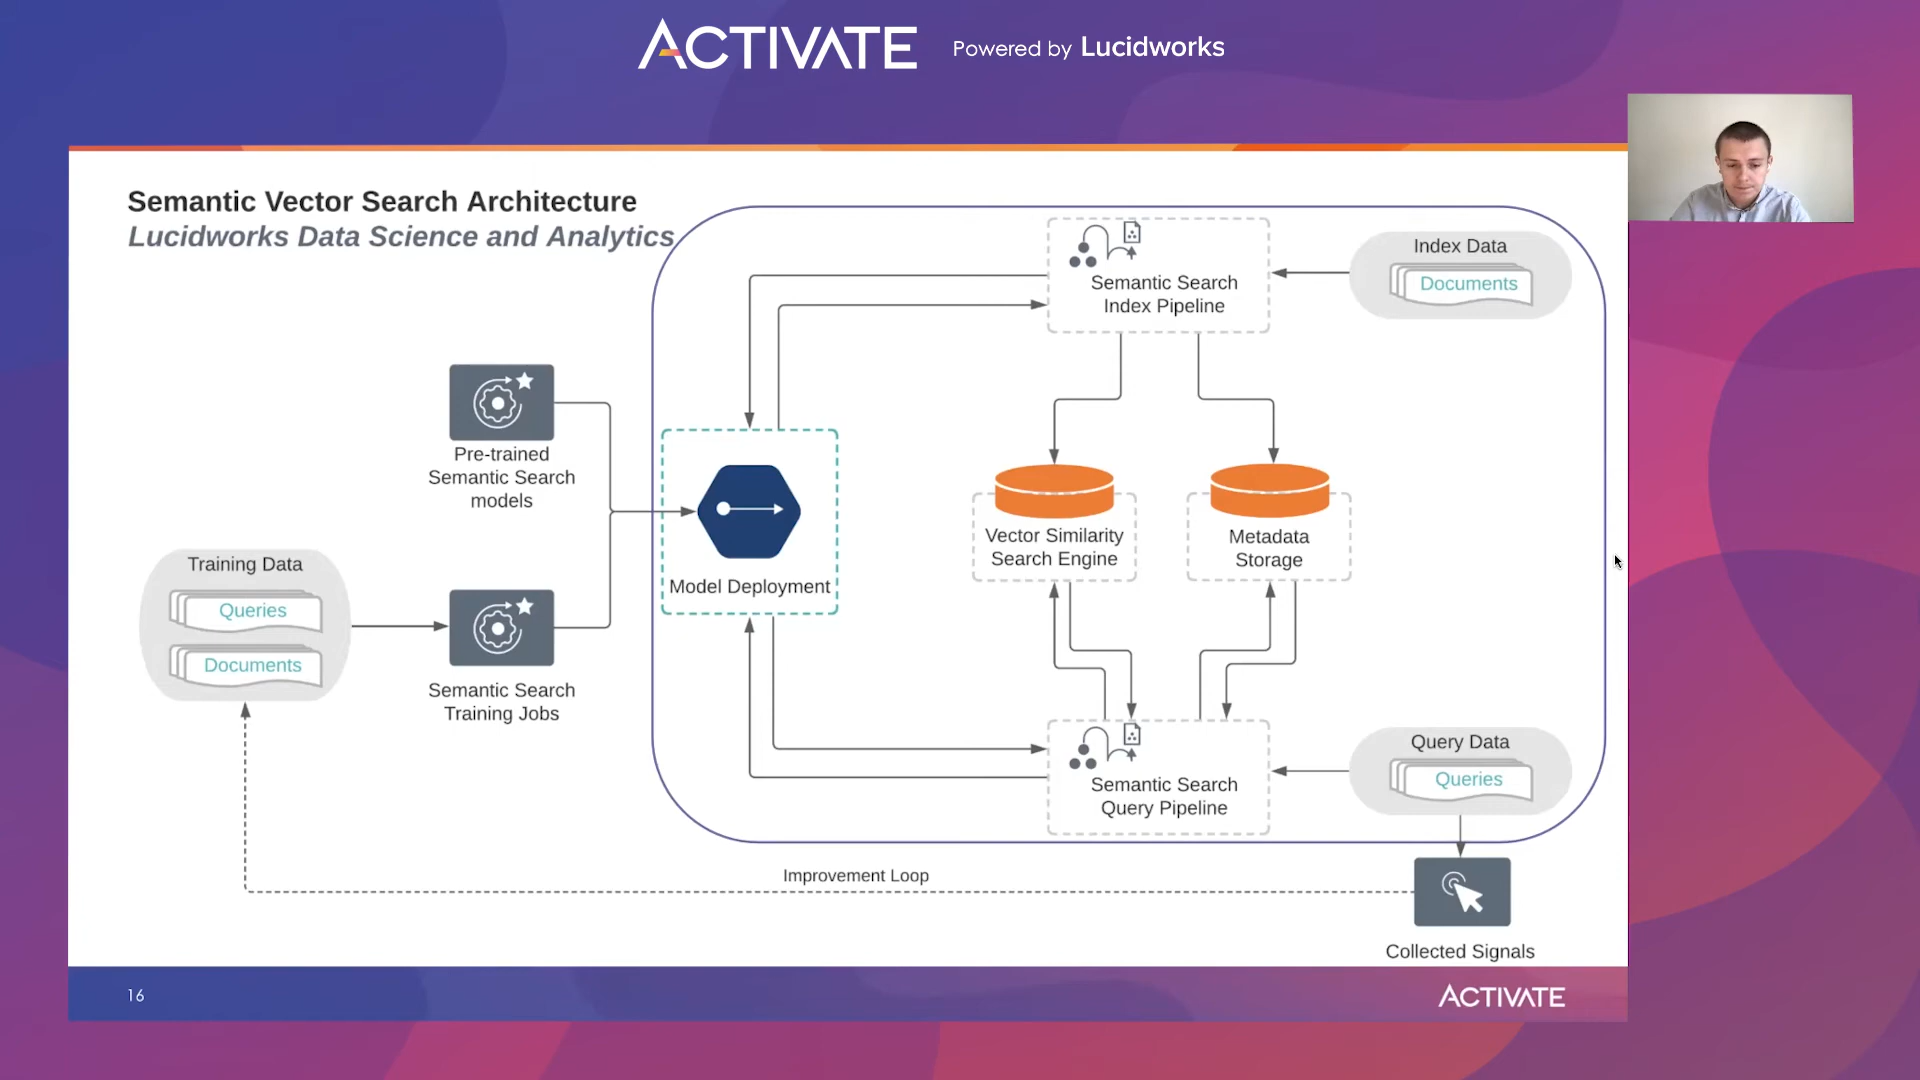 ACTIVATE Powered by Lucidworks
Semantic Vector Search Architecture
Lucidworks Data Science and Analytics
Semantic Search
Index Pipeline
Index Data
Documents
Pre-trained
Semantic Search
models
Model Deployment
Vector Similarity
Search Engine
Metadata
Storage
Training Data
Queries
Documents
Semantic Search
Training Jobs
Semantic Search
Query Pipeline
Query Data
Queries
Improvement Loop
Collected Signals
16
ACTIVATE